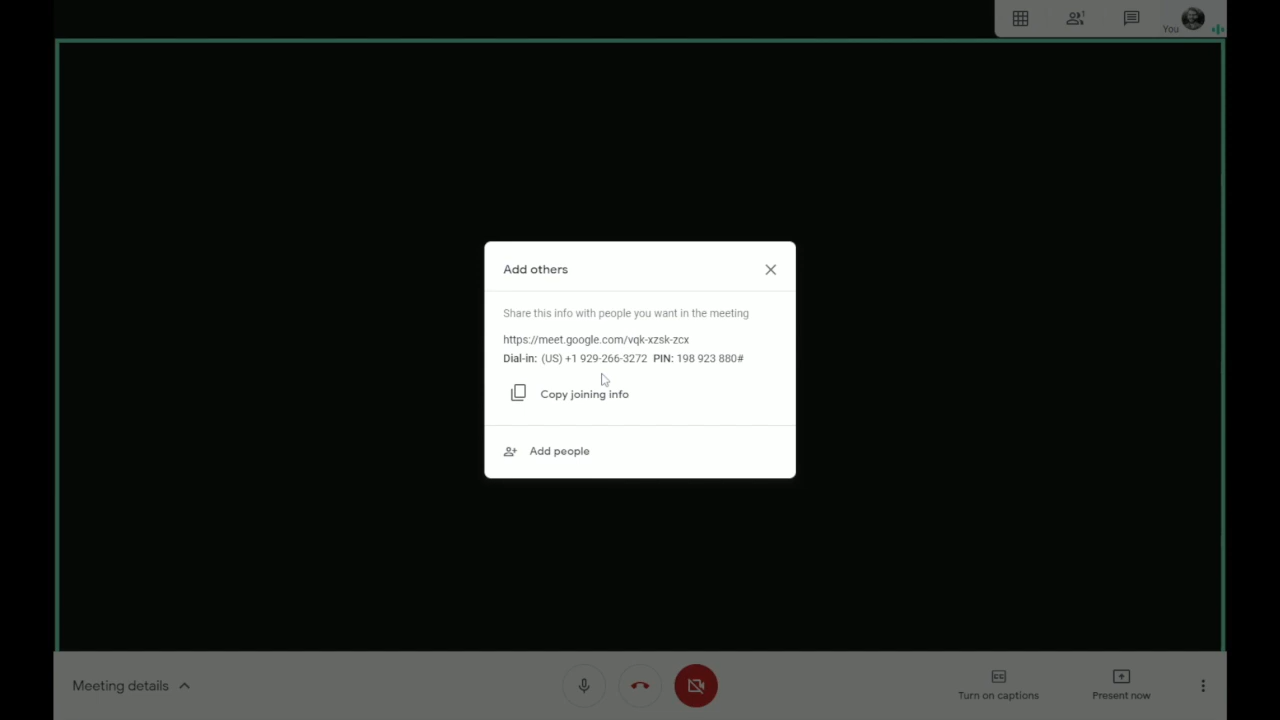 1
You
Add others
Share this info with people you want in the meeting
https://meet.google.com/vqk-xzsk-zcx
Dial-in: (US) +1 929-266-3272 PIN: 198 923 880#
Copy joining info
Add people
Meeting details
CC
Turn on captions
Present now